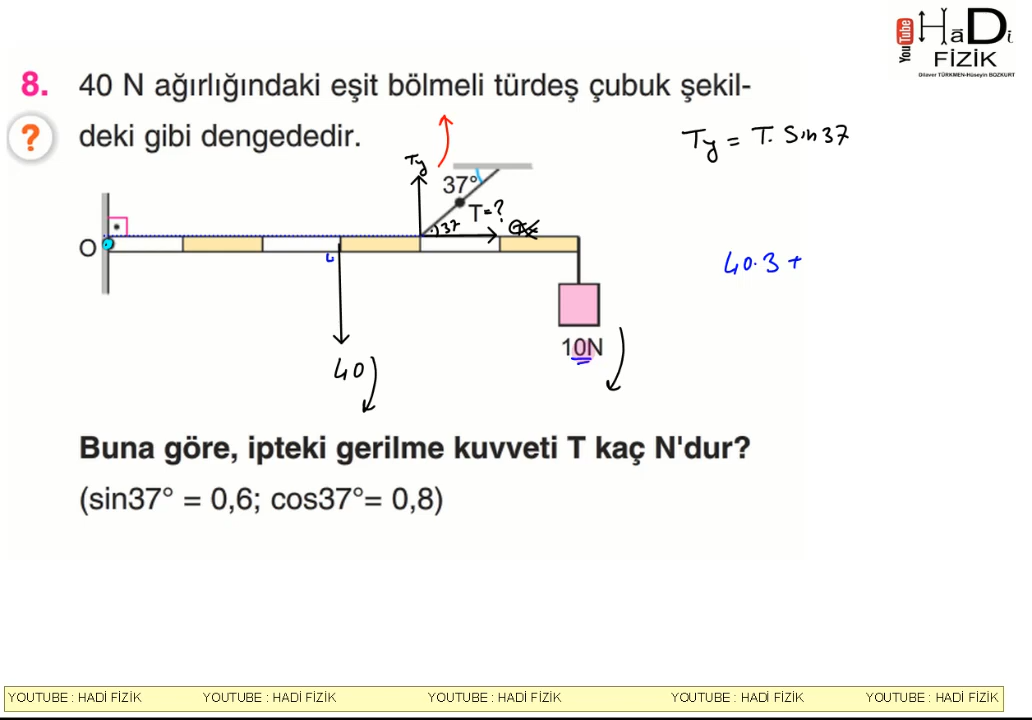 YouTube HāDi
FİZİK
Dilaver TÜRKMEN-Hüseyin BOZKURT
8. 40 N ağırlığındaki eşit bölmeli türdeş çubuk şekil-
? deki gibi dengededir.
Ty = T. Sin37
Ty
37°
T=?
37
O
40.3 +
10N
40
Buna göre, ipteki gerilme kuvveti T kaç N'dur?
(sin37° = 0,6; cos37°= 0,8)
YOUTUBE : HADİ FİZİK YOUTUBE : HADİ FİZİK YOUTUBE : HADİ FİZİK YOUTUBE : HADİ FİZİK YOUTUBE : HADİ FİZİK